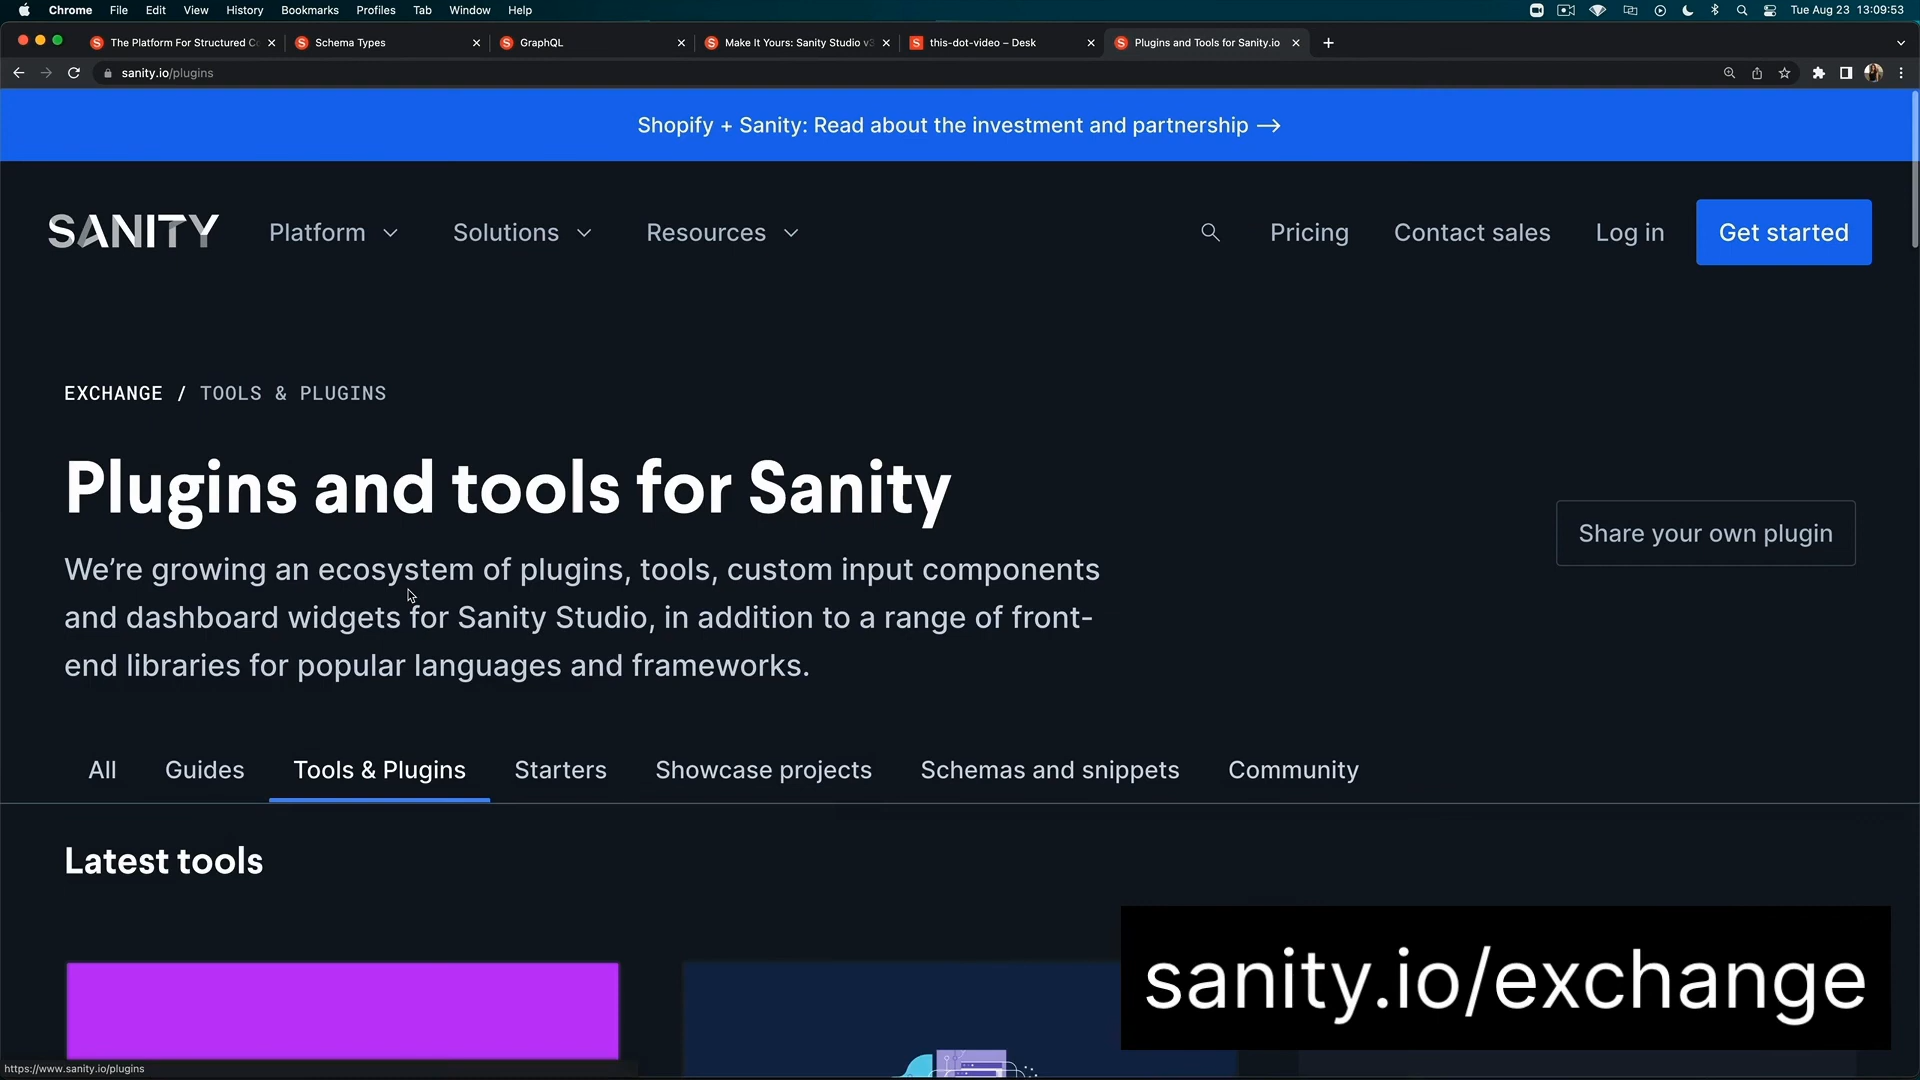 Chrome File Edit View History Bookmarks Profiles Tab Window Help Tue Aug 23 13:09:53
The Platform For Structured Co Schema Types GraphQL Make It Yours: Sanity Studio v3 this-dot-video – Desk Plugins and Tools for Sanity.io
sanity.io/plugins
Shopify + Sanity: Read about the investment and partnership →
SANITY Platform Solutions Resources Pricing Contact sales Log in Get started
EXCHANGE / TOOLS & PLUGINS
Plugins and tools for Sanity
We’re growing an ecosystem of plugins, tools, custom input components
and dashboard widgets for Sanity Studio, in addition to a range of front-
end libraries for popular languages and frameworks.
Share your own plugin
All Guides Tools & Plugins Starters Showcase projects Schemas and snippets Community
Latest tools
sanity.io/exchange
https://www.sanity.io/plugins